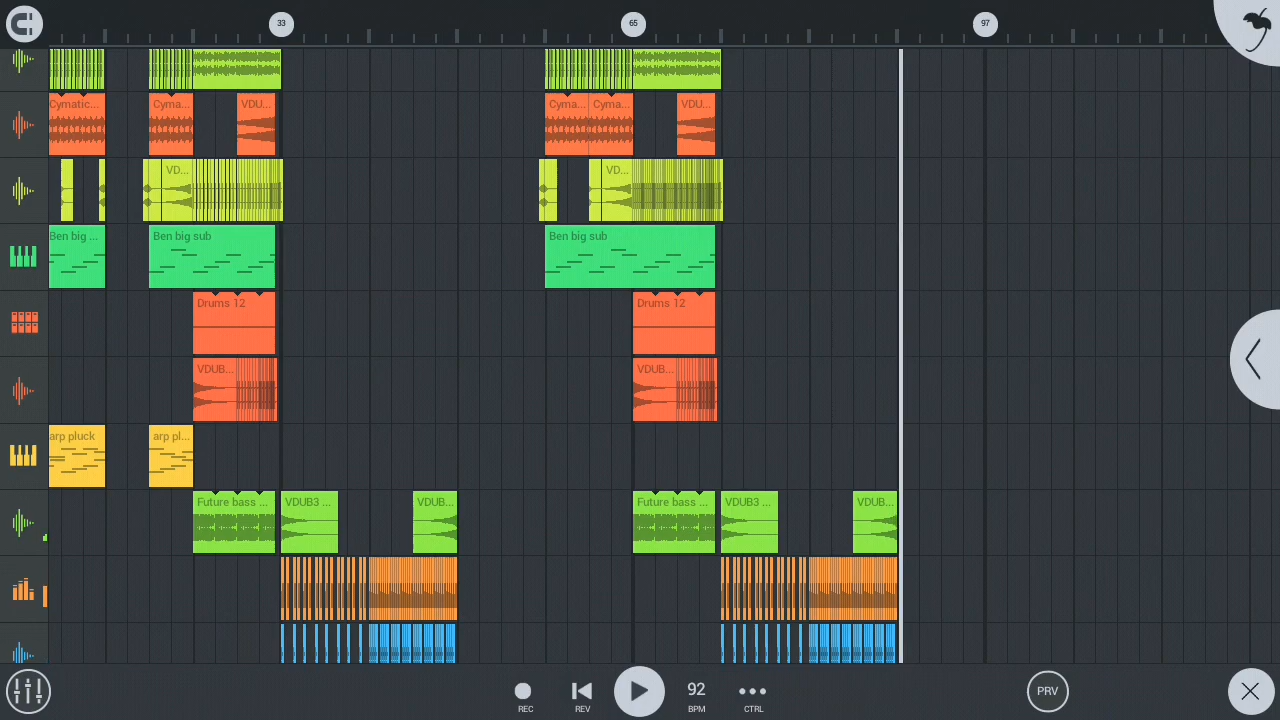 33
65
97
Cymatic...
Cyma...
VDU...
Cyma...
Cyma...
VDU...
VD...
VD...
Ben big ...
Ben big sub
Ben big sub
Drums 12
Drums 12
VDUB...
VDUB...
arp pluck
arp pl...
Future bass ...
VDUB3 ...
VDUB...
Future bass ...
VDUB3 ...
VDUB...
REC
REV
92
BPM
CTRL
PRV